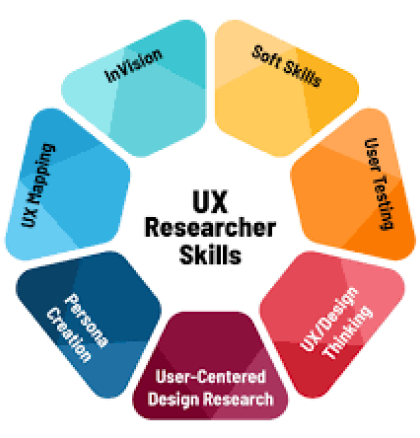 UX
Researcher
Skills
Soft Skills
User Testing
UX/Design
Thinking
User-Centered
Design Research
Persona
Creation
UX Mapping
InVision